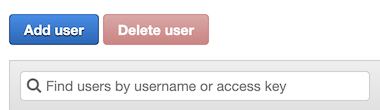 Add user Delete user
Find users by username or access key